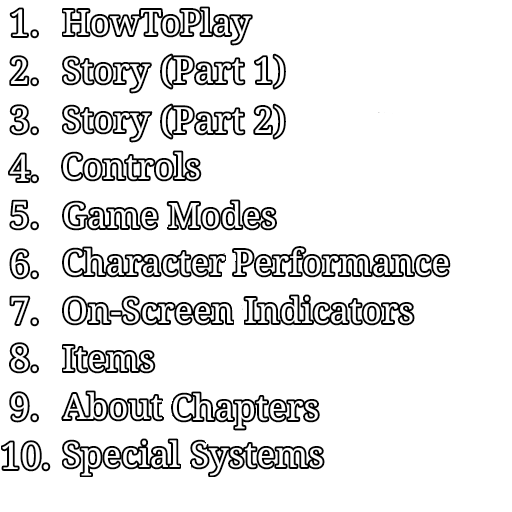 1. HowToPlay
2. Story (Part 1)
3. Story (Part 2)
4. Controls
5. Game Modes
6. Character Performance
7. On-Screen Indicators
8. Items
9. About Chapters
10. Special Systems